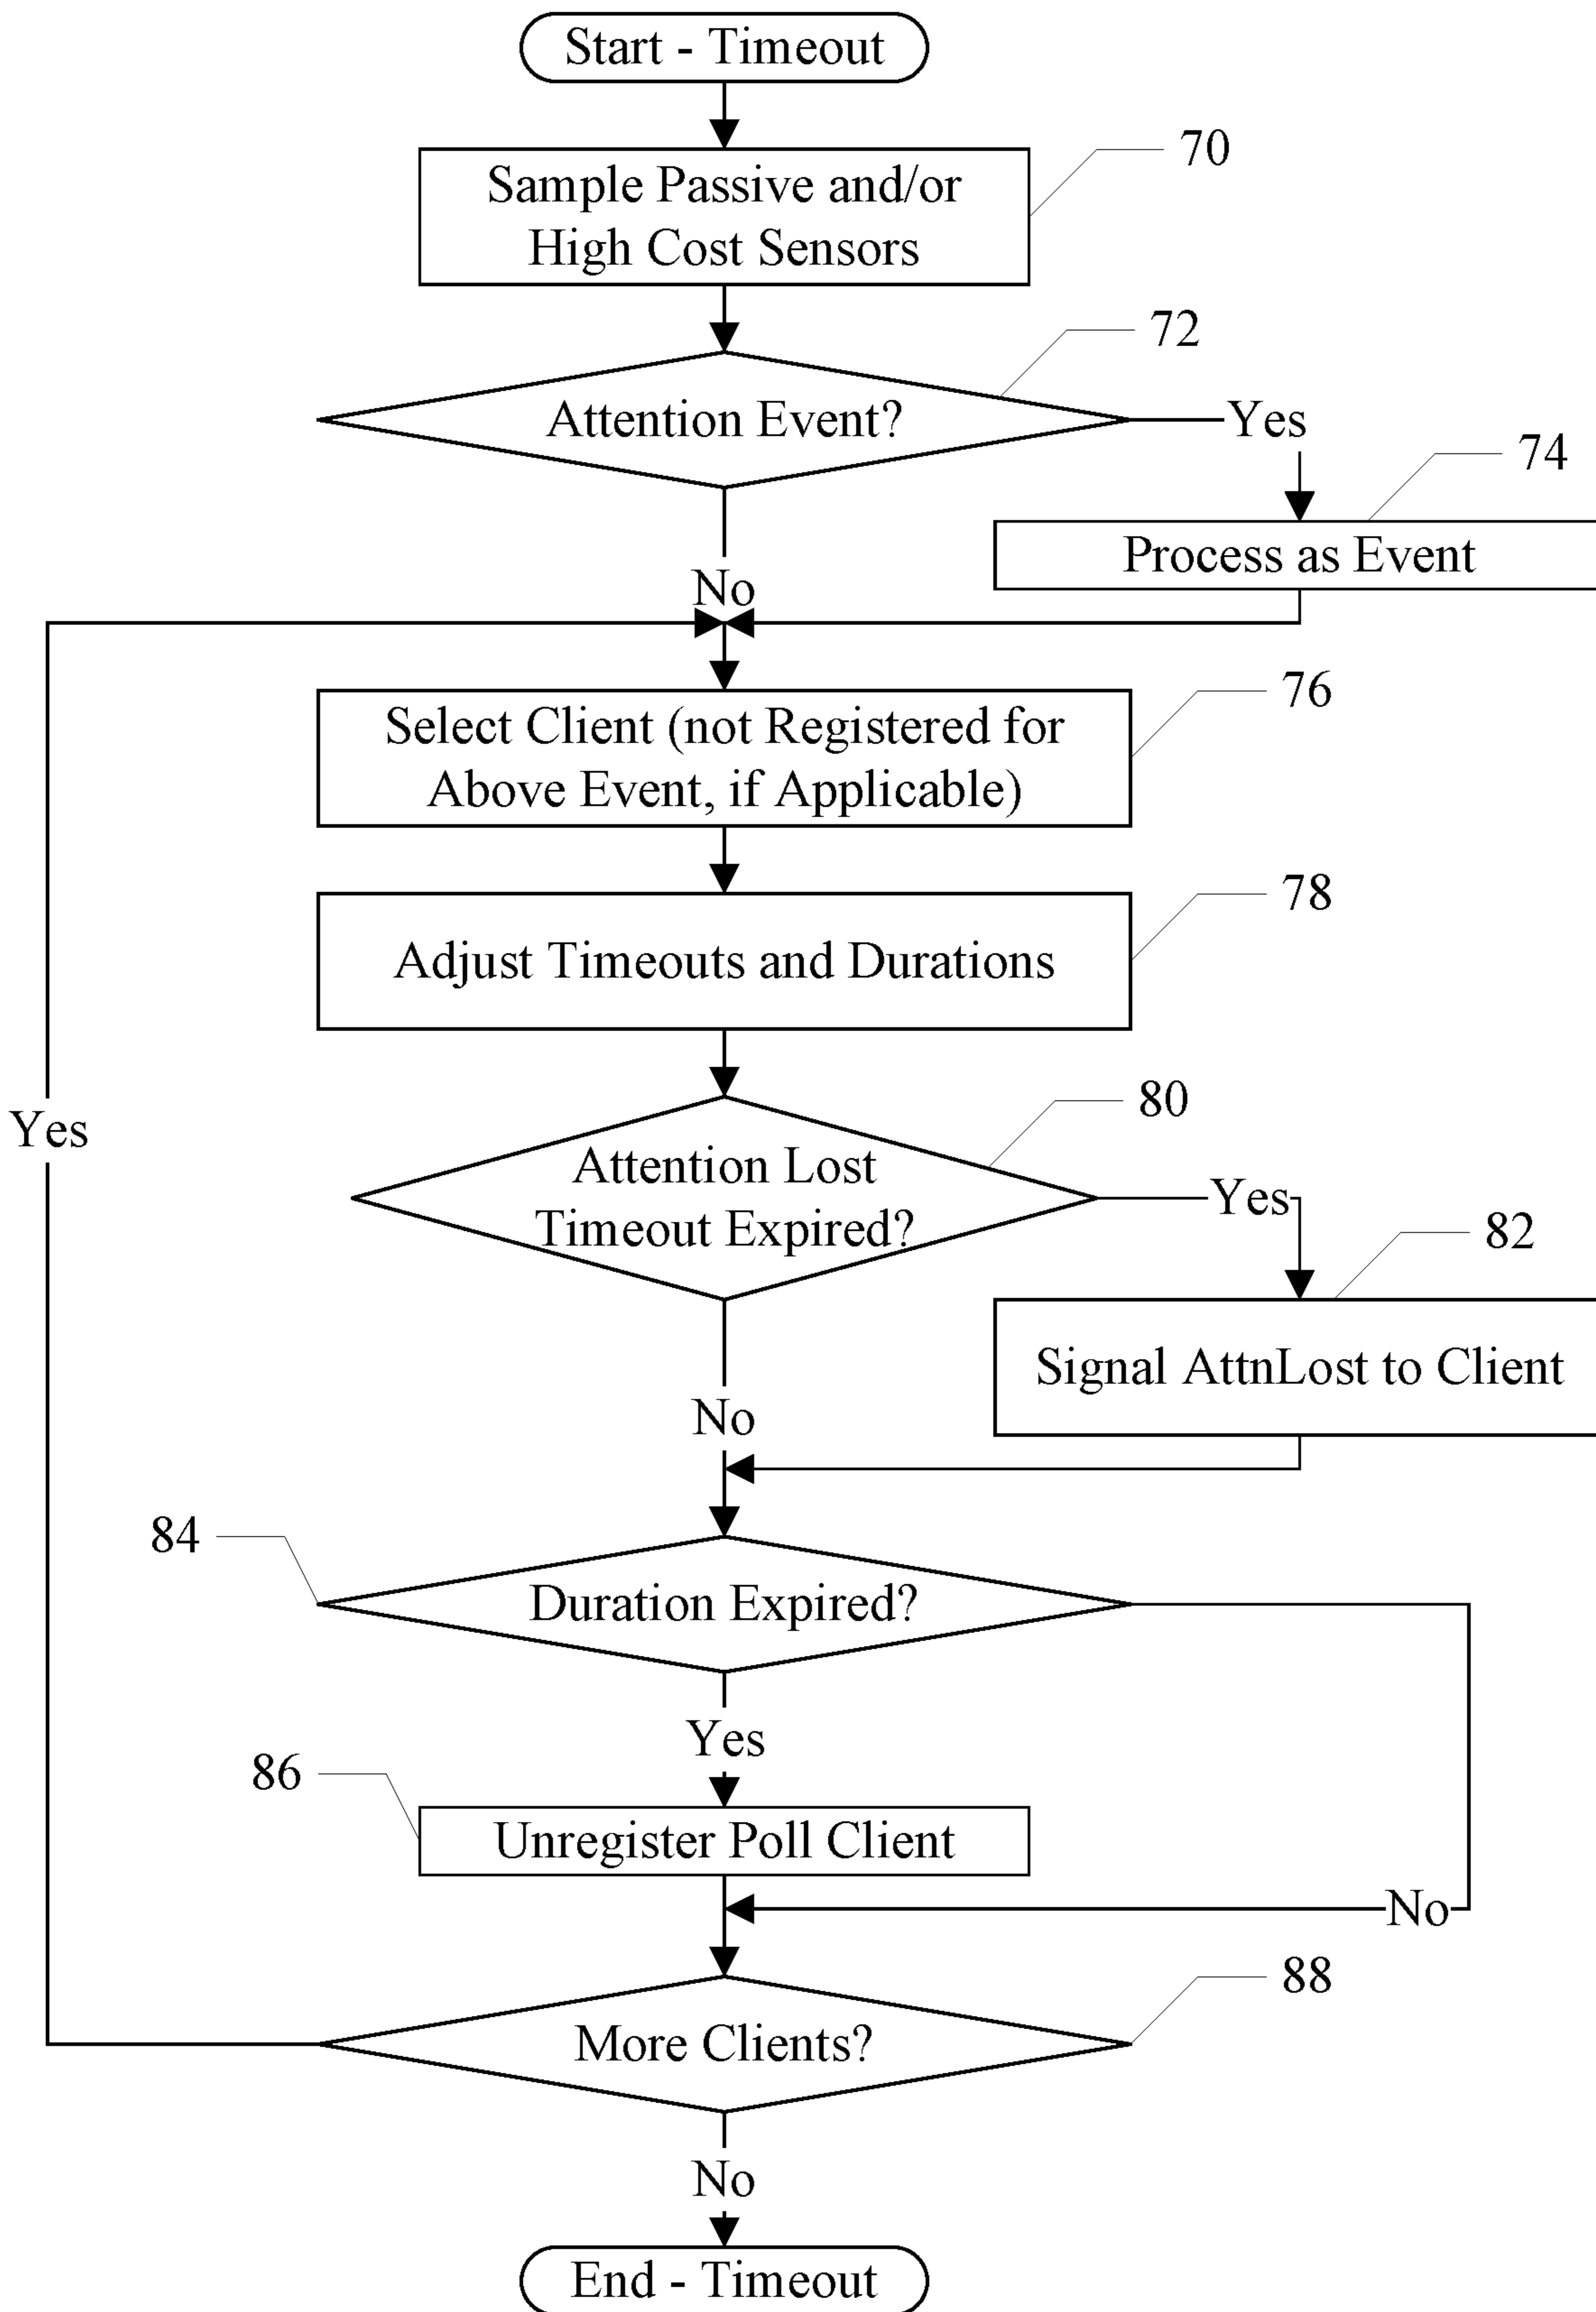 Start - Timeout
70
Sample Passive and/or
High Cost Sensors
72
Attention Event?
Yes
74
Process as Event
No
76
Select Client (not Registered for
Above Event, if Applicable)
78
Adjust Timeouts and Durations
80
Yes
Attention Lost
Timeout Expired?
Yes
82
Signal AttnLost to Client
No
84
Duration Expired?
Yes
86
Unregister Poll Client
No
88
More Clients?
No
End - Timeout